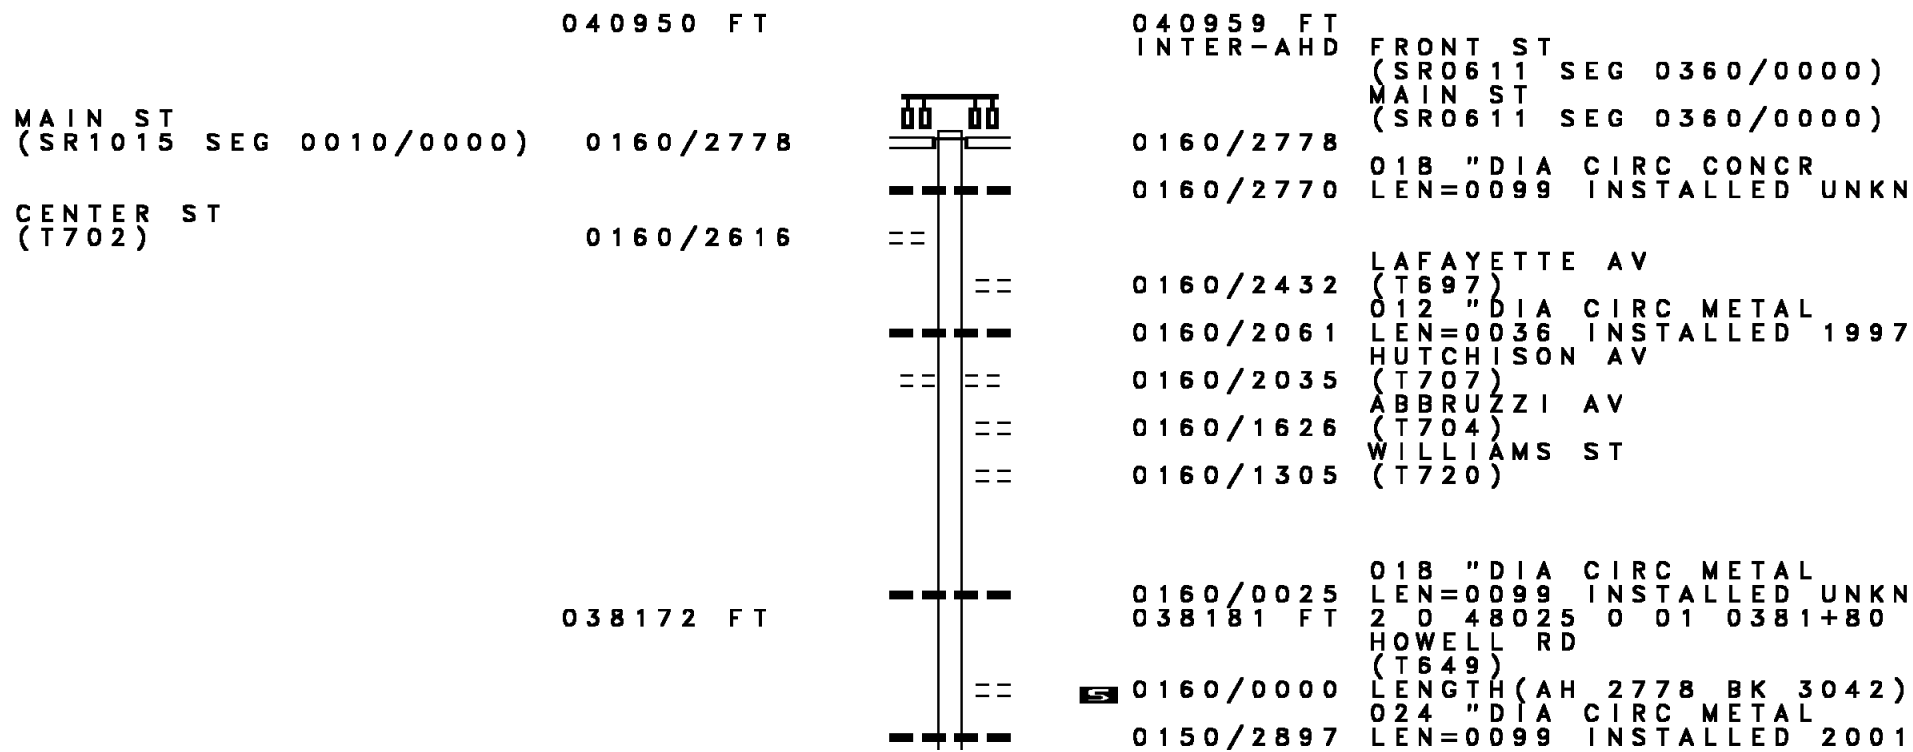 040950 FT 040959 FT
INTER-AHD FRONT ST
(SR0611 SEG 0360/0000)
MAIN ST
MAIN ST (SR0611 SEG 0360/0000)
(SR1015 SEG 0010/0000) 0160/2778 0160/2778
018 "DIA CIRC CONCR
0160/2770 LEN=0099 INSTALLED UNKN
CENTER ST
(T702) 0160/2616
LAFAYETTE AV
0160/2432 (T697)
012 "DIA CIRC METAL
0160/2061 LEN=0036 INSTALLED 1997
HUTCHISON AV
0160/2035 (T707)
ABBRUZZI AV
0160/1626 (T704)
WILLIAMS ST
0160/1305 (T720)
018 "DIA CIRC METAL
0160/0025 LEN=0099 INSTALLED UNKN
038172 FT 038181 FT 2 0 48025 0 01 0381+80
HOWELL RD
(T649)
S 0160/0000 LENGTH(AH 2778 BK 3042)
024 "DIA CIRC METAL
0150/2897 LEN=0099 INSTALLED 2001